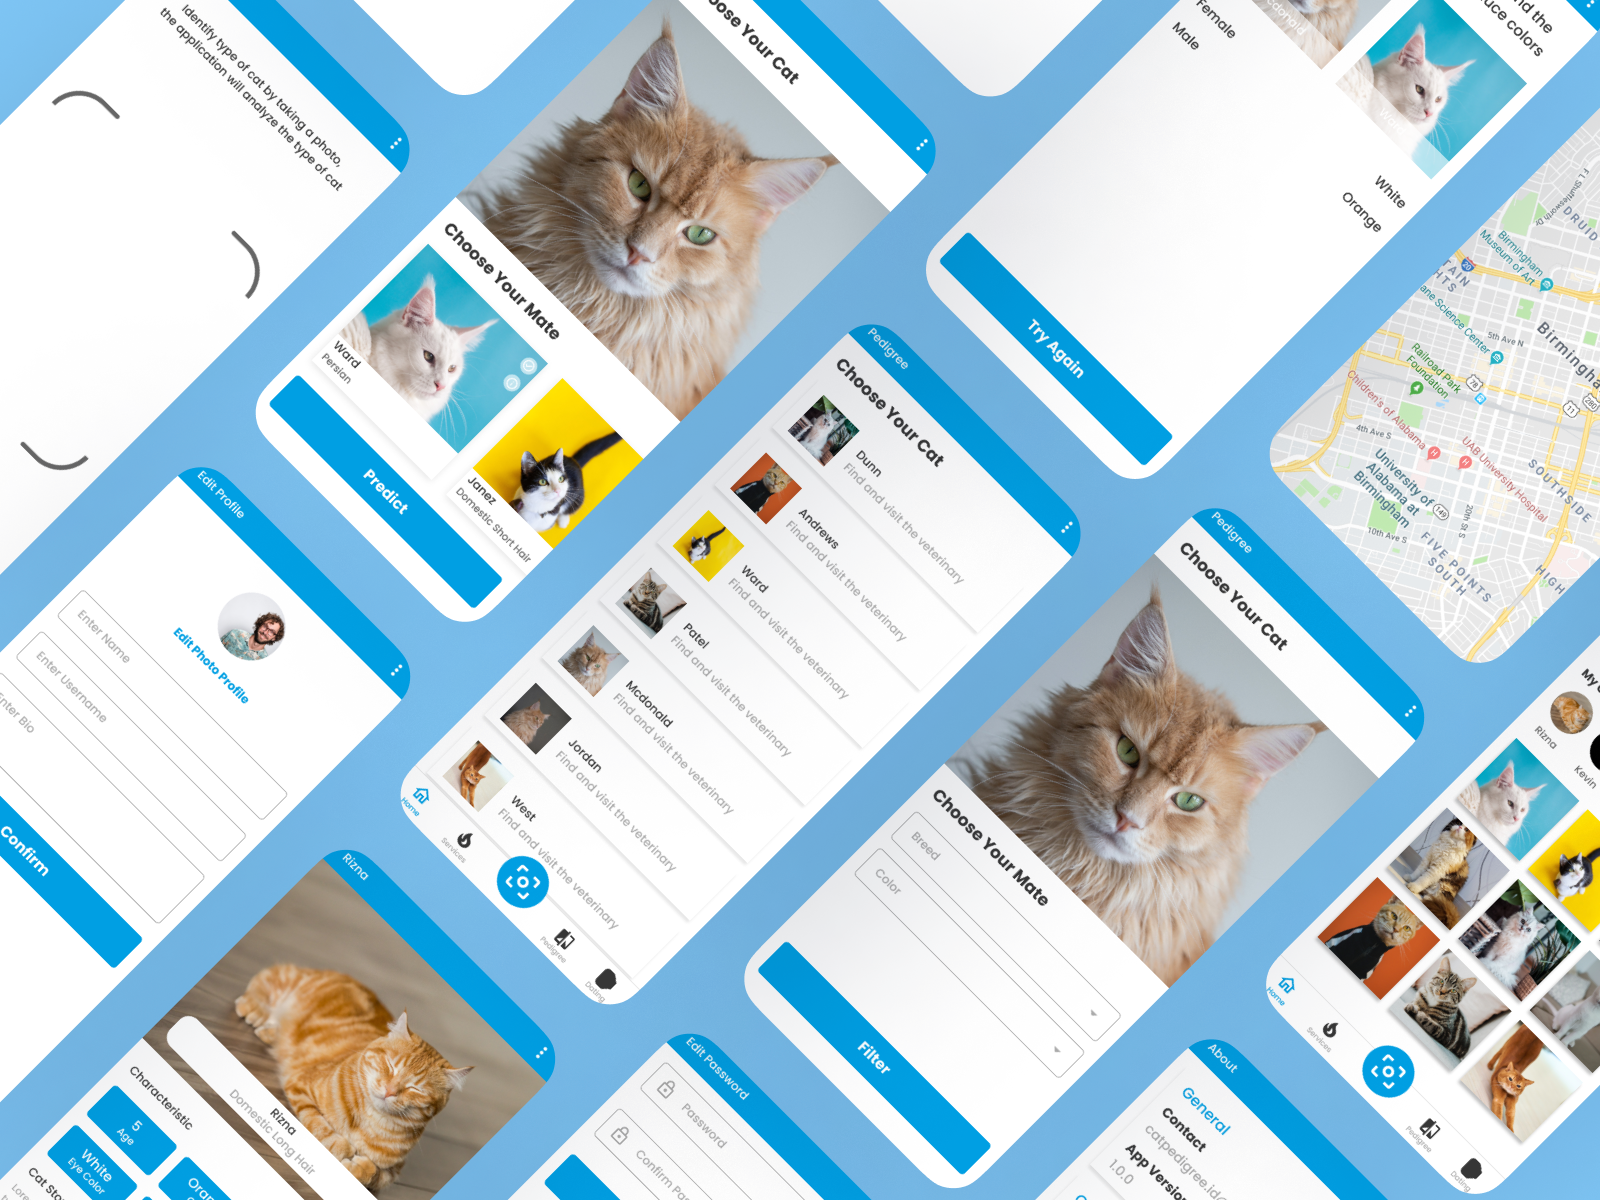 Identify type of cat by taking a photo,
the application will analyze the type of cat
Choose Your Cat
Choose Your Mate
Ward
Persian
Janez
Domestic Short Hair
Predict
Female
Male
White
Orange
Try Again
Birmingham
Museum of Art
5th Ave N
Railroad Park
Foundation
78
11
280
20
Children's of Alabama
4th Ave S
UAB University Hospital
University of
Alabama at
Birmingham
149
20th St S
10th Ave S
SOUTHSIDE
FIVE POINTS
SOUTH
Edit Profile
Edit Photo Profile
Enter Name
Enter Username
Enter Bio
Confirm
Pedigree
Choose Your Cat
Dunn
Find and visit the veterinary
Andrews
Find and visit the veterinary
Ward
Find and visit the veterinary
Patel
Find and visit the veterinary
Mcdonald
Find and visit the veterinary
Jordan
Find and visit the veterinary
West
Find and visit the veterinary
Home
Services
Pedigree
Dating
Pedigree
Choose Your Cat
Choose Your Mate
Breed
Color
Filter
My
Rizna
Kevin
Home
Services
Pedigree
Dating
Rizna
Rizna
Domestic Long Hair
Characteristic
5
Age
White
Eye Color
Edit Password
Password
About
General
Contact
App Version
1.0.0